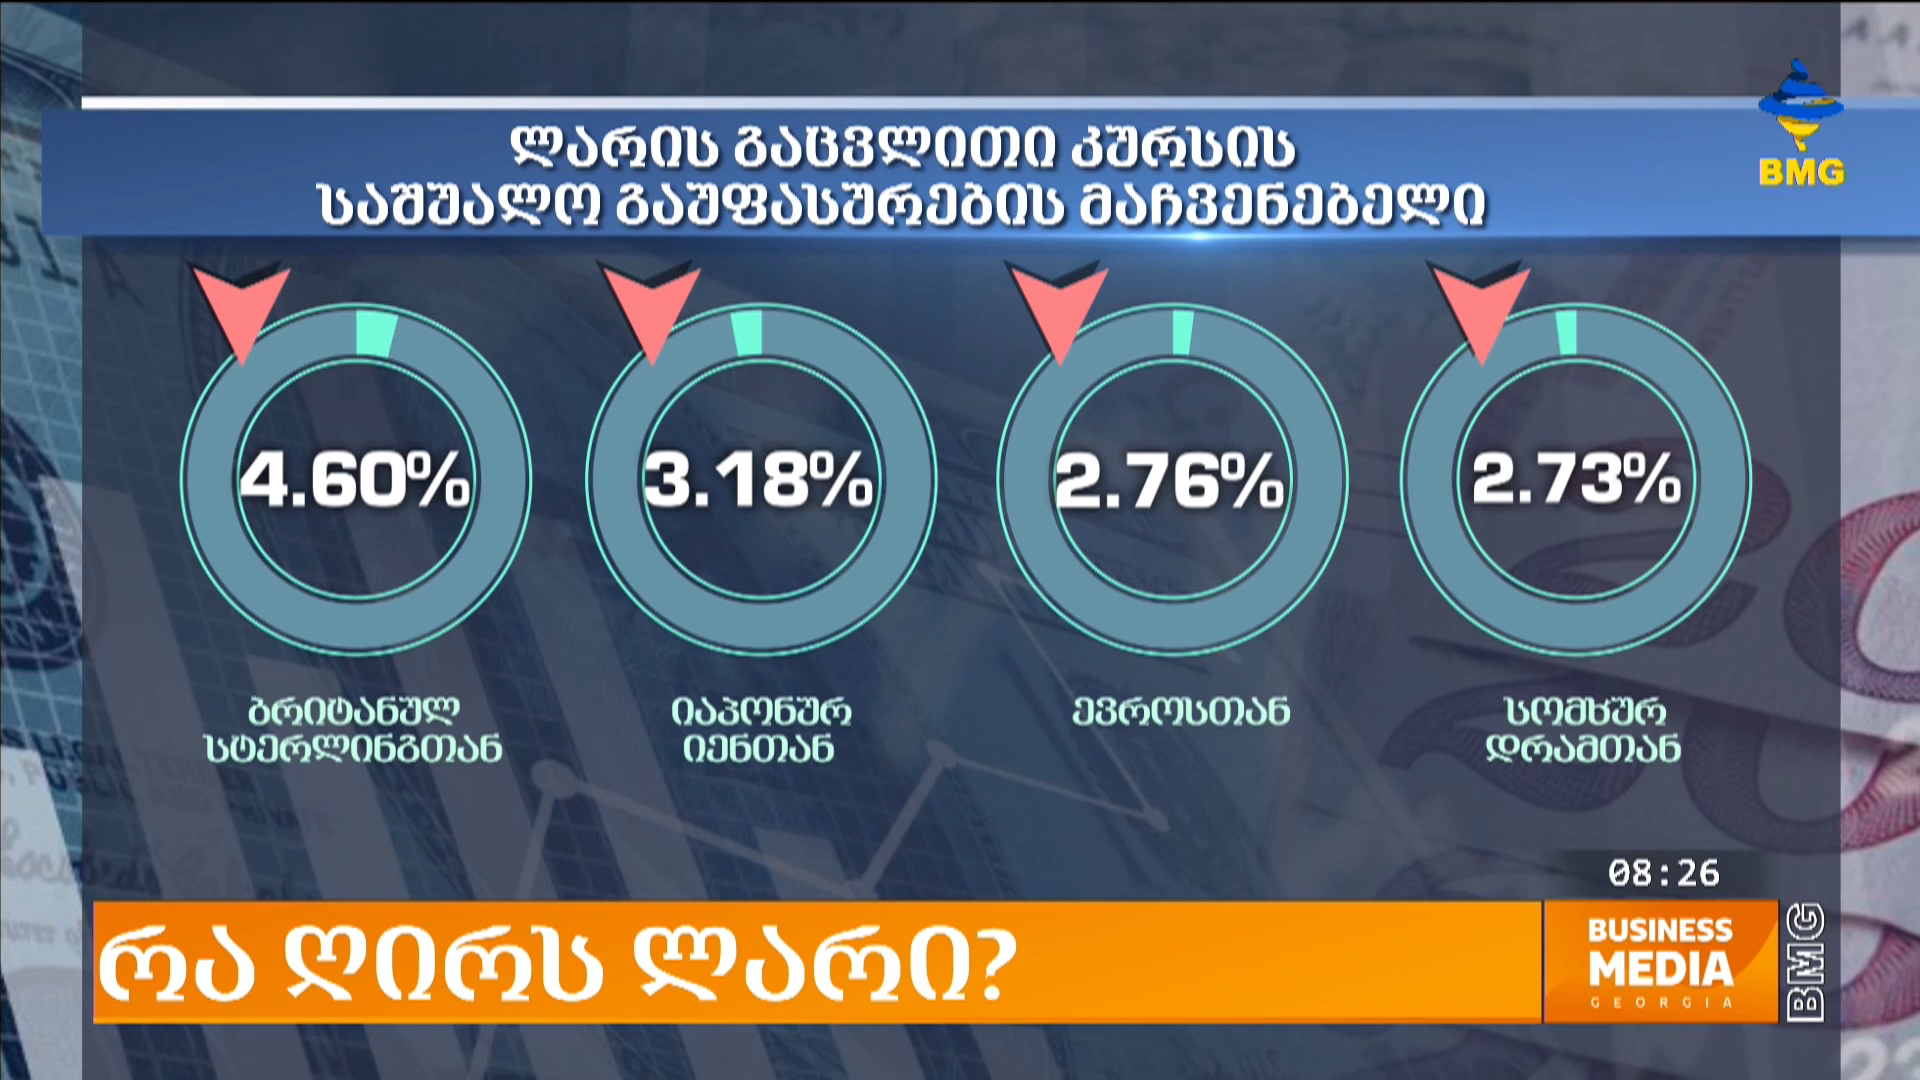 ლარის გაცვლითი კურსის
საშუალო გაუფასურების მაჩვენებელი
BMG
4.60%
3.18%
2.76%
2.73%
ბრიტანულ
სტერლინგთან
იაპონურ
იენთან
ევროსთან
სომხურ
დრამთან
08:26
რა ღირს ლარი?
BUSINESS
MEDIA
GEORGIA
BMG